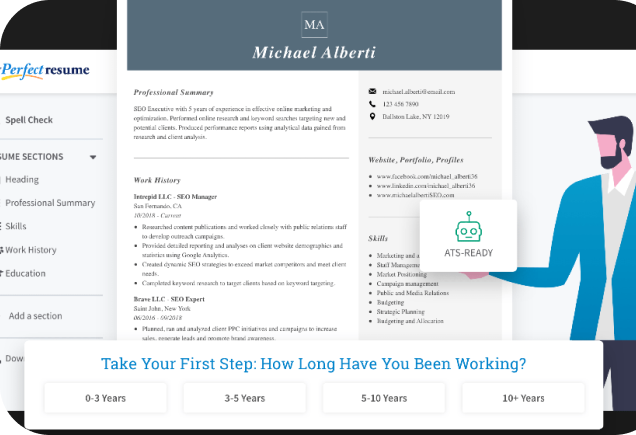 Perfect resume
Spell Check
UME SECTIONS
Heading
Professional Summary
Skills
Work History
Education
Add a section
Dow
MA
Michael Alberti
Professional Summary
SEO Executive with 5 years of experience in effective online marketing and
optimization. Performed online research and keyword searches targeting new and
potential clients. Produced performance reports using analytical data gained from
research and client analysis.
Work History
Intrepid LLC - SEO Manager
San Fernando, CA
10/2018 - Current
Researched content publications and worked closely with public relations staff
to develop outreach campaigns.
Provided detailed reporting and analyses on client website demographics and
statistics using Google Analytics.
Created dynamic SEO strategies to exceed market competitors and meet client
needs.
Completed keyword research to target clients based on keyword targeting.
Brave LLC - SEO Expert
Saint John, New York
06/2016 - 09/2018
Planned, ran and analyzed client PPC initiatives and campaigns to increase
sales, generate leads and promote brand awareness.
michael.alberti@email.com
123 456 7890
Ballston Lake, NY 12019
Website, Portfolio, Profiles
www.facebook.com/michael_alberti36
www.linkedin.com/michael_alberti36
www.michaelalbertiSEO.com
Skills
Marketing and a
Staff Manageme
Market Positioning
Campaign management
Public and Media Relations
Budgeting
Strategic Planning
Budgeting and Allocation
ATS-READY
Take Your First Step: How Long Have You Been Working?
0-3 Years
3-5 Years
5-10 Years
10+ Years